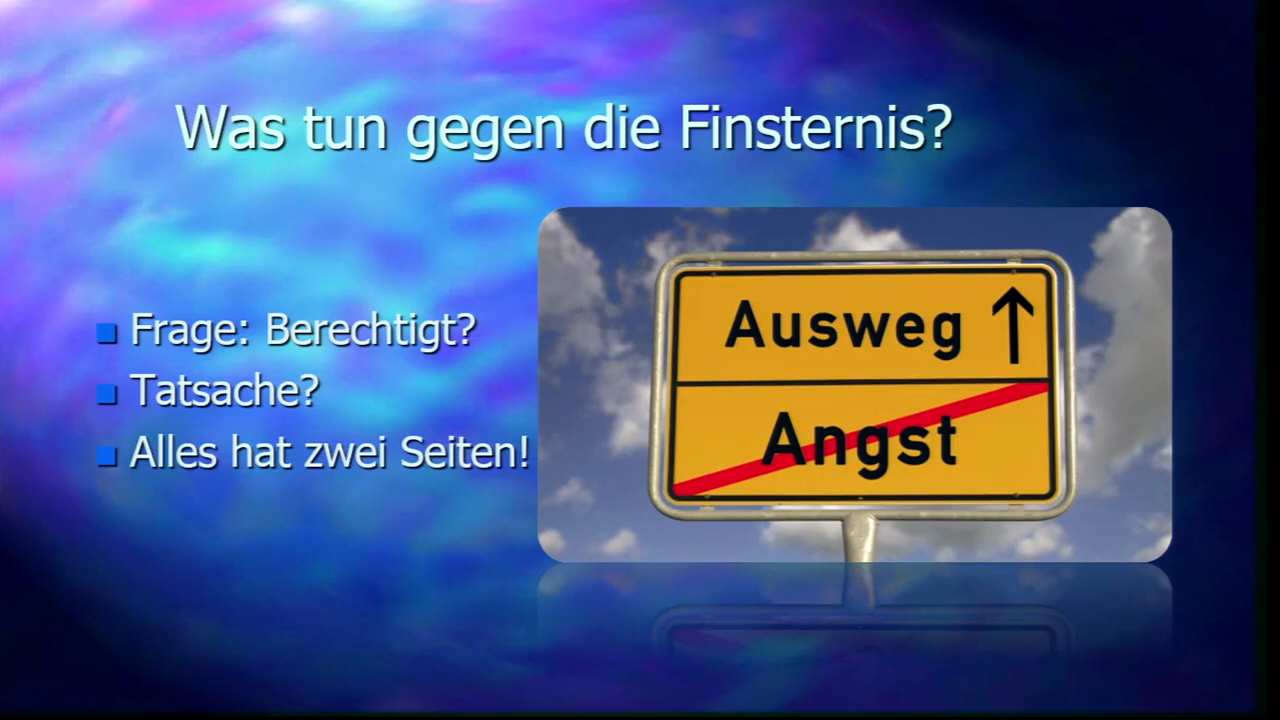 Was tun gegen die Finsternis?
Frage: Berechtigt?
Tatsache?
Alles hat zwei Seiten!
Ausweg ↑
Angst